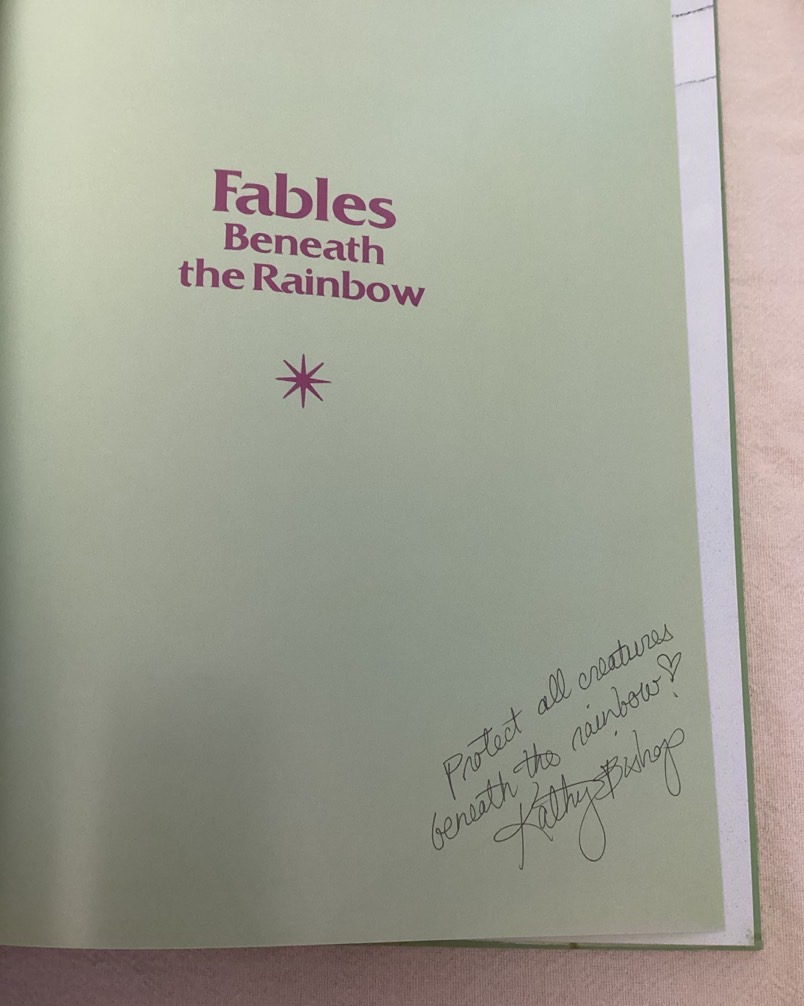 Fables
Beneath
the Rainbow
Protect all creatures
beneath the rainbow!
Kathy Bishop